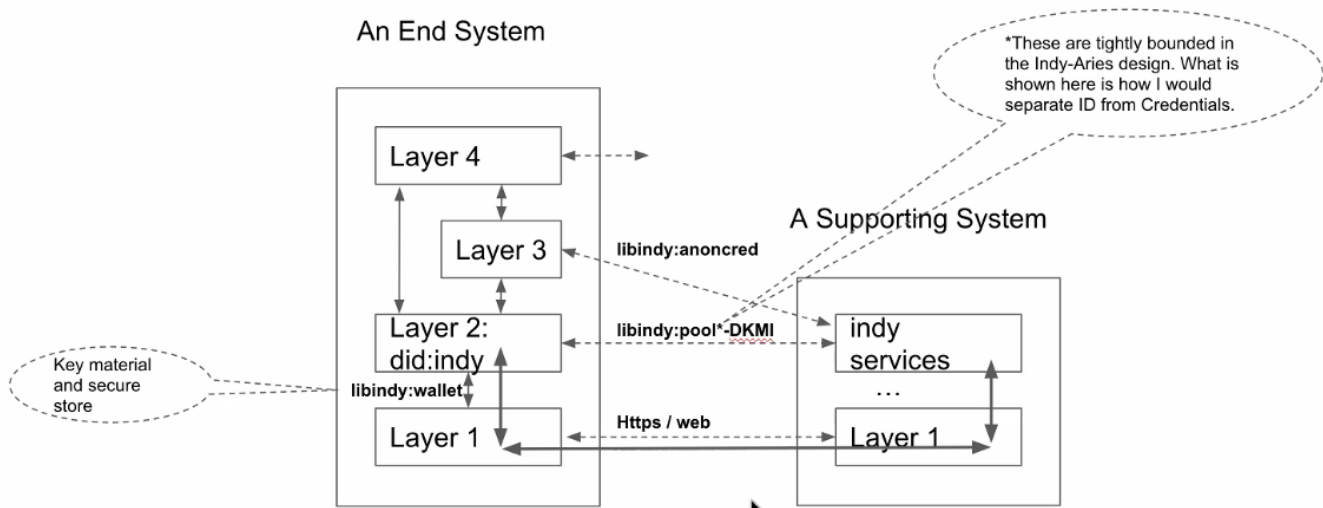 An End System
*These are tightly bounded in
the Indy-Aries design. What is
shown here is how I would
separate ID from Credentials.
Layer 4
A Supporting System
Layer 3
libindy:anoncred
Layer 2:
did:indy
libindy:pool*-DKMI
indy
services
Key material
and secure
store
libindy:wallet
...
Layer 1
Https / web
Layer 1